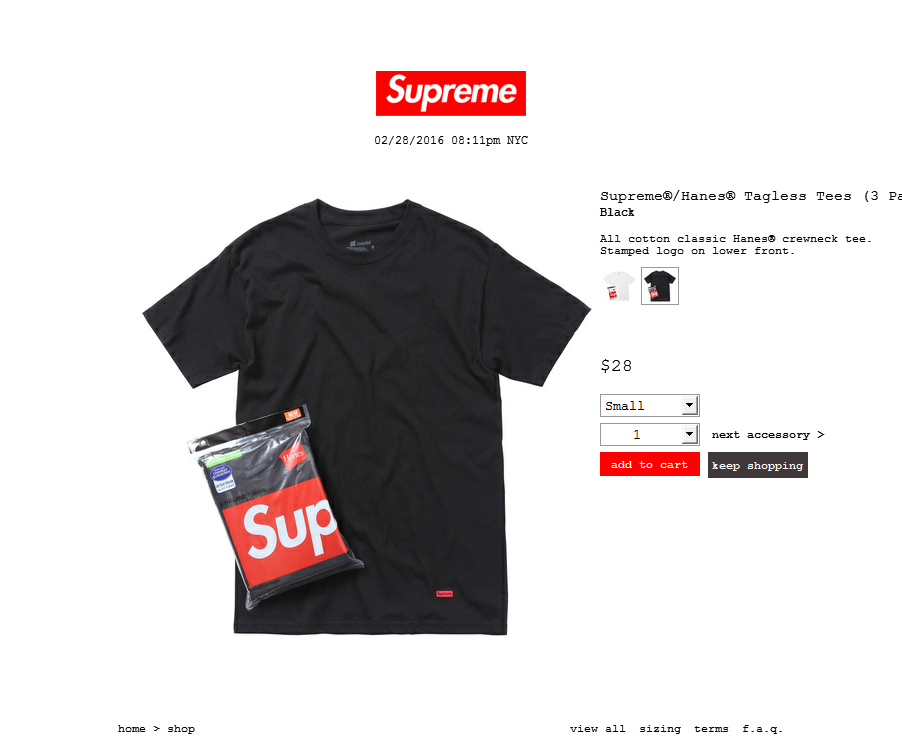 Supreme
02/28/2016 08:11pm NYC
Supreme®/Hanes® Tagless Tees (3 Pa
Black
All cotton classic Hanes® crewneck tee.
Stamped logo on lower front.
$28
Small
1
next accessory >
add to cart
keep shopping
Hanes
Sup
Supreme
home > shop
view all sizing terms f.a.q.